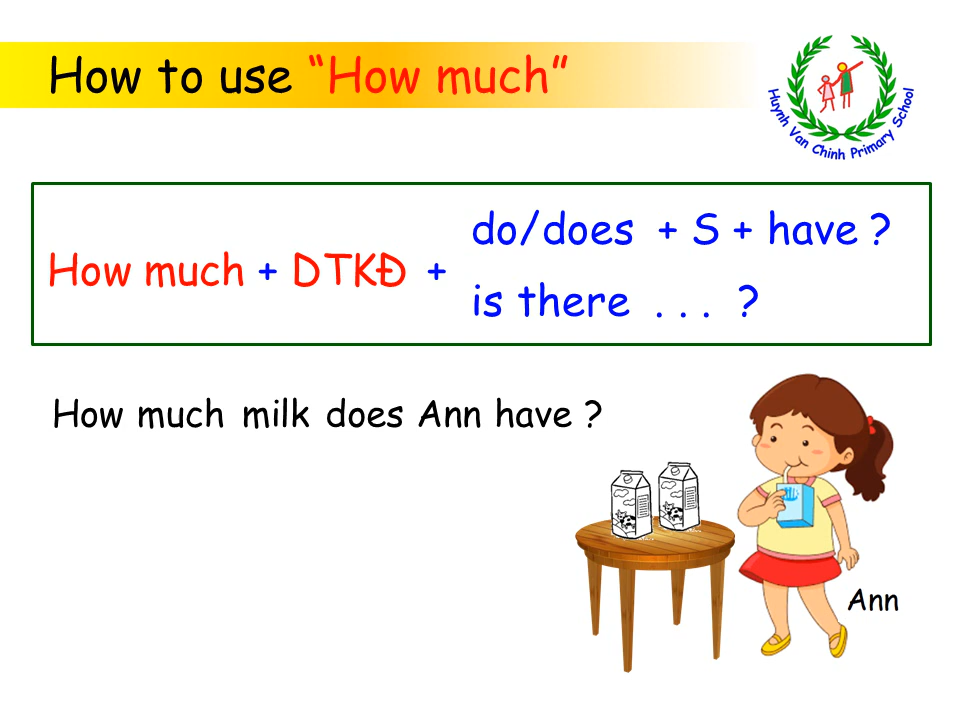 How to use “How much”
Huynh Van Chinh Primary School
How much + DTKĐ +
do/does + S + have ?
is there . . . ?
How much milk does Ann have ?
Ann